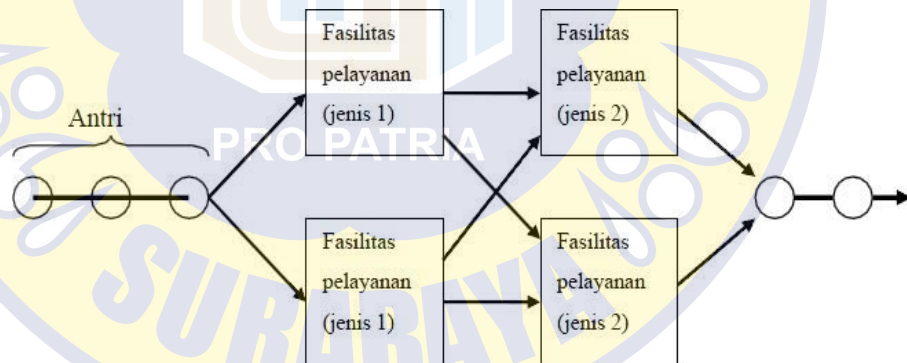 Fasilitas
pelayanan
(jenis 1)
Fasilitas
pelayanan
(jenis 2)
Antri
PRO PATRIA
Fasilitas
pelayanan
(jenis 1)
Fasilitas
pelayanan
(jenis 2)
SURABAYA